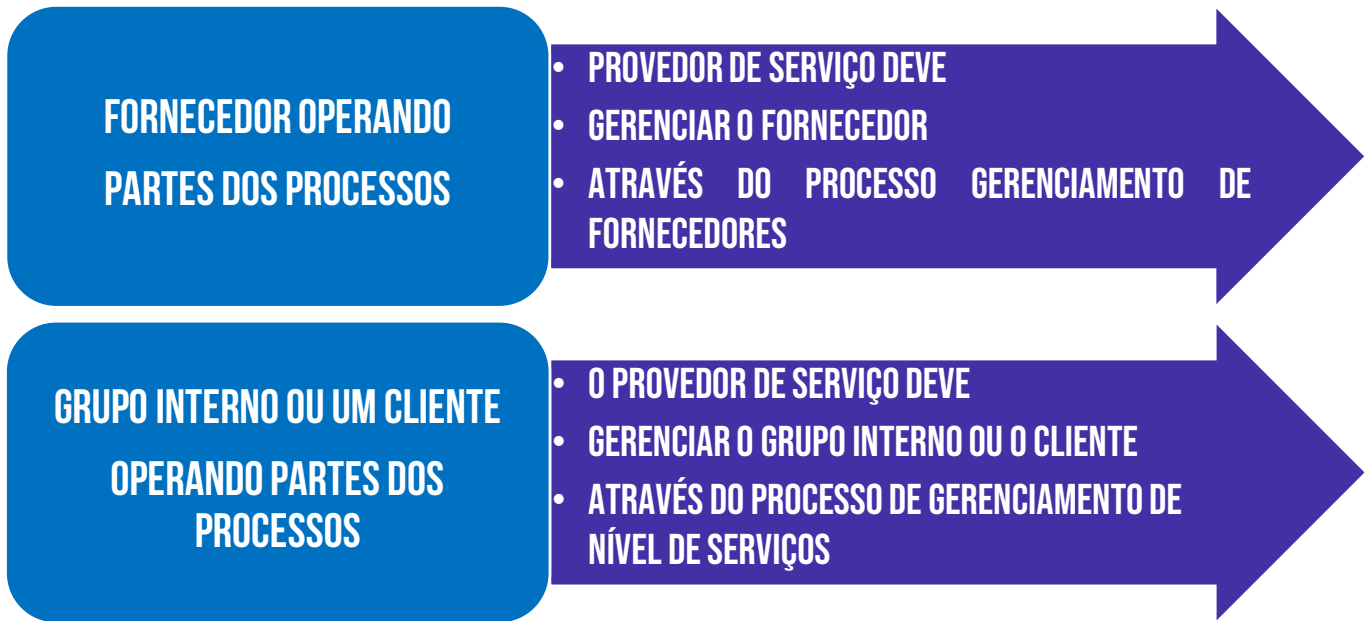 FORNECEDOR OPERANDO
PARTES DOS PROCESSOS
• PROVEDOR DE SERVIÇO DEVE
• GERENCIAR O FORNECEDOR
• ATRAVÉS DO PROCESSO GERENCIAMENTO DE
FORNECEDORES
GRUPO INTERNO OU UM CLIENTE
OPERANDO PARTES DOS
PROCESSOS
• O PROVEDOR DE SERVIÇO DEVE
• GERENCIAR O GRUPO INTERNO OU O CLIENTE
• ATRAVÉS DO PROCESSO DE GERENCIAMENTO DE
NÍVEL DE SERVIÇOS